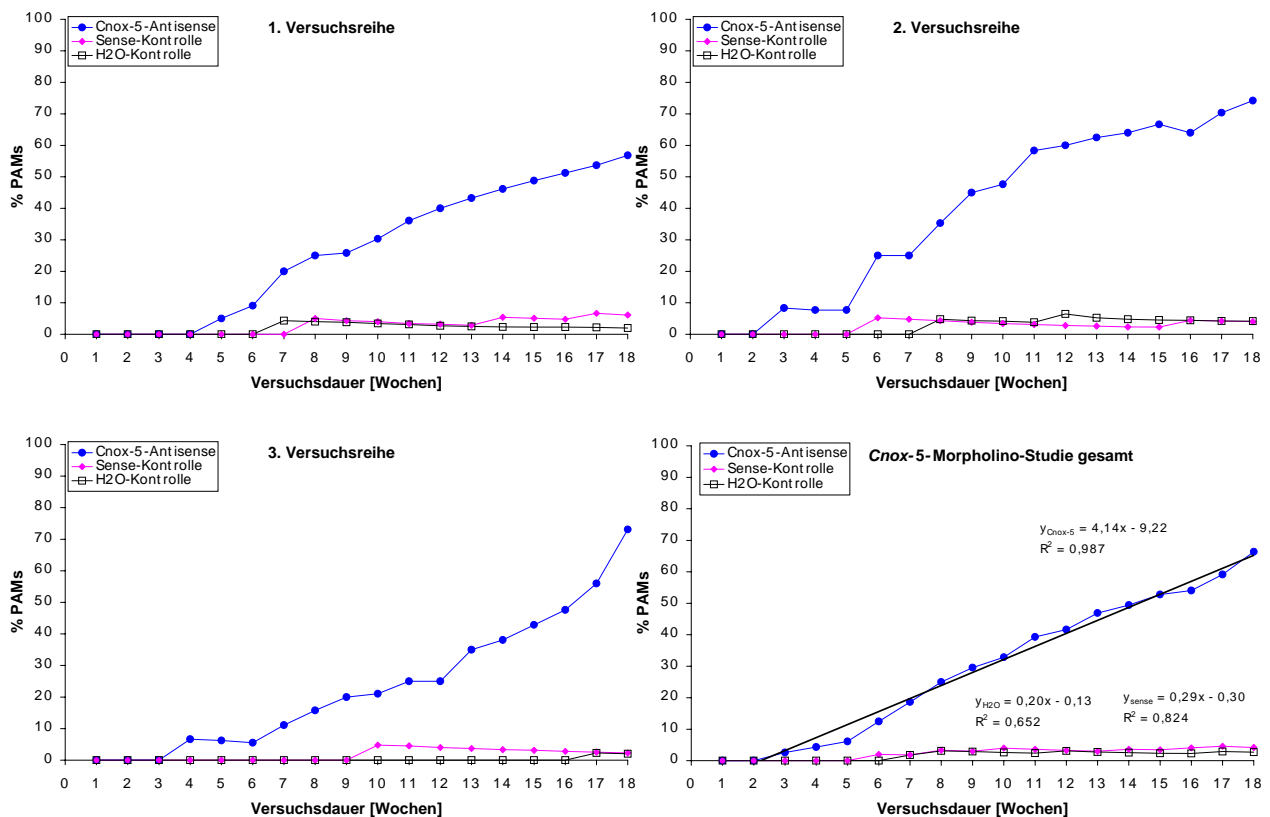 1. Versuchsreihe
Cnox-5-Antisense
Sense-Kontrolle
H2O-Kontrolle
% PAMs
100
90
80
70
60
50
40
30
20
10
0
0 1 2 3 4 5 6 7 8 9 10 11 12 13 14 15 16 17 18
Versuchsdauer [Wochen]
2. Versuchsreihe
Cnox-5-Antisense
Sense-Kontrolle
H2O-Kontrolle
% PAMs
100
90
80
70
60
50
40
30
20
10
0
0 1 2 3 4 5 6 7 8 9 10 11 12 13 14 15 16 17 18
Versuchsdauer [Wochen]
3. Versuchsreihe
Cnox-5-Antisense
Sense-Kontrolle
H2O-Kontrolle
% PAMs
100
90
80
70
60
50
40
30
20
10
0
0 1 2 3 4 5 6 7 8 9 10 11 12 13 14 15 16 17 18
Versuchsdauer [Wochen]
Cnox-5-Morpholino-Studie gesamt
Cnox-5-Antisense
Sense-Kontrolle
H2O-Kontrolle
% PAMs
100
90
80
70
60
50
40
30
20
10
0
yCnox-5 = 4,14x - 9,22
R² = 0,987
yH2O = 0,20x - 0,13
R² = 0,652
ysense = 0,29x - 0,30
R² = 0,824
0 1 2 3 4 5 6 7 8 9 10 11 12 13 14 15 16 17 18
Versuchsdauer [Wochen]